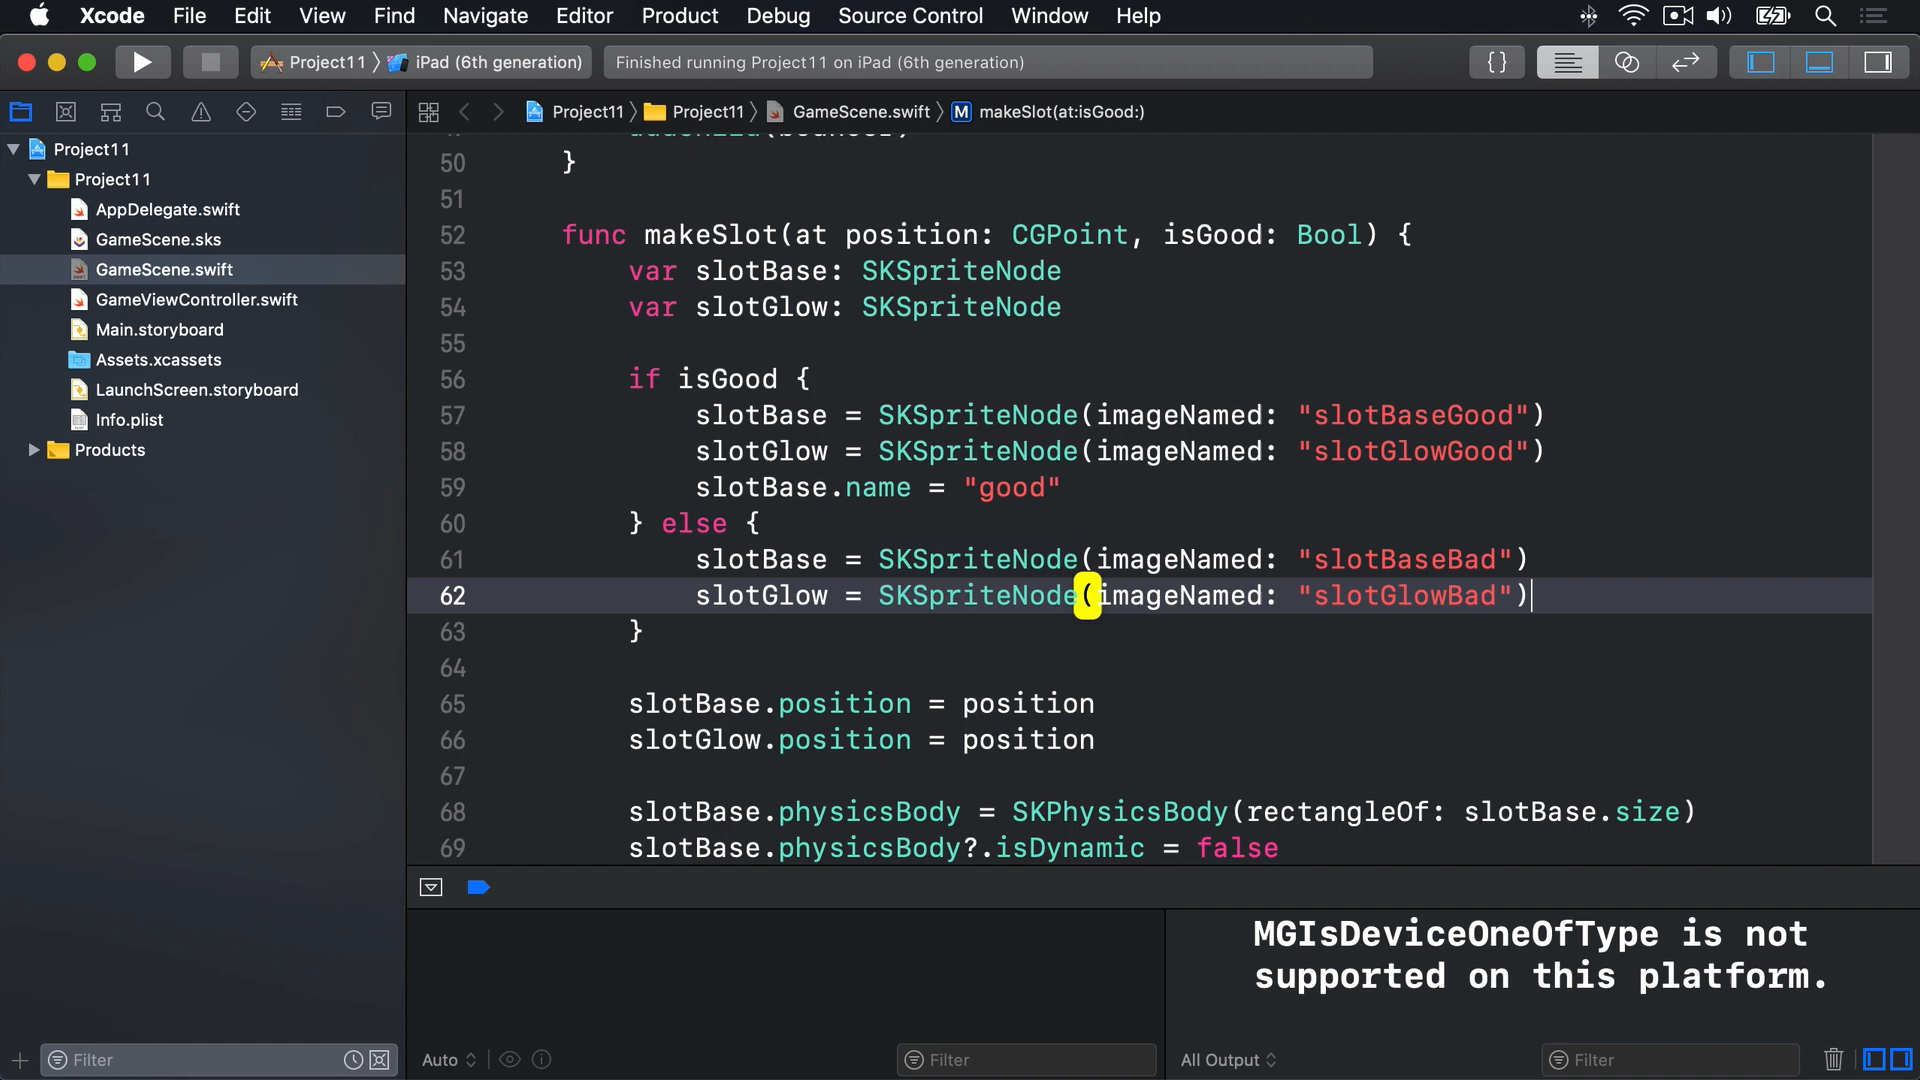 Xcode File Edit View Find Navigate Editor Product Debug Source Control Window Help
Project11 iPad (6th generation) Finished running Project11 on iPad (6th generation) {}
Project11 Project11 GameScene.swift M makeSlot(at:isGood:)
Project11
Project11
AppDelegate.swift
GameScene.sks
GameScene.swift
GameViewController.swift
Main.storyboard
Assets.xcassets
LaunchScreen.storyboard
Info.plist
Products
Filter
50 }
51
52 func makeSlot(at position: CGPoint, isGood: Bool) {
53 var slotBase: SKSpriteNode
54 var slotGlow: SKSpriteNode
55
56 if isGood {
57 slotBase = SKSpriteNode(imageNamed: "slotBaseGood")
58 slotGlow = SKSpriteNode(imageNamed: "slotGlowGood")
59 slotBase.name = "good"
60 } else {
61 slotBase = SKSpriteNode(imageNamed: "slotBaseBad")
62 slotGlow = SKSpriteNode(imageNamed: "slotGlowBad")
63 }
64
65 slotBase.position = position
66 slotGlow.position = position
67
68 slotBase.physicsBody = SKPhysicsBody(rectangleOf: slotBase.size)
69 slotBase.physicsBody?.isDynamic = false
MGIsDeviceOneOfType is not
supported on this platform.
Auto Filter All Output Filter